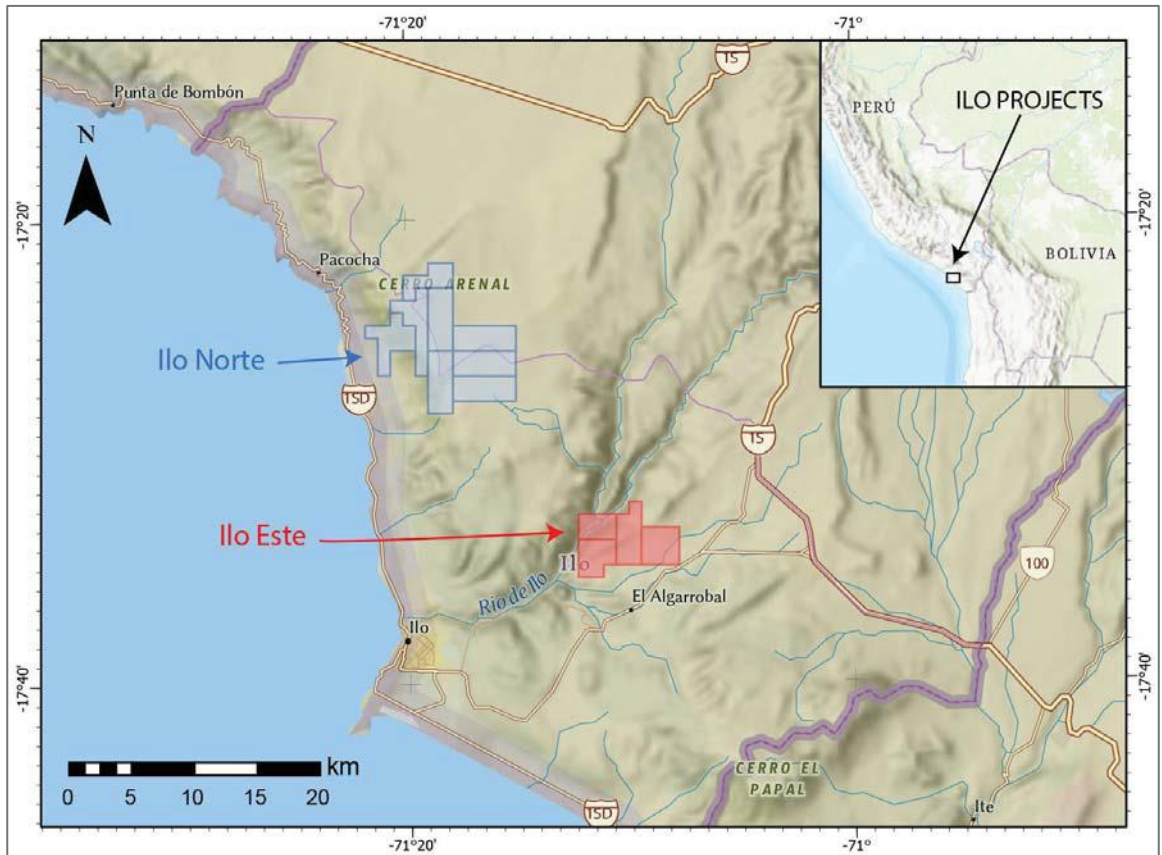 -71°20'
-71°
15
Punta de Bombón
PERÚ
ILO PROJECTS
N
-17°20'
-17°20'
BOLIVIA
Pacocha
CERRO ARENAL
Ilo Norte
1SD
15
Ilo Este
Ilo
100
Rio de Ilo
El Algarrobal
Ilo
-17°40'
-17°40'
km
0 5 10 15 20
CERRO EL
PAPAL
Ite
1SD
-71°20'
-71°